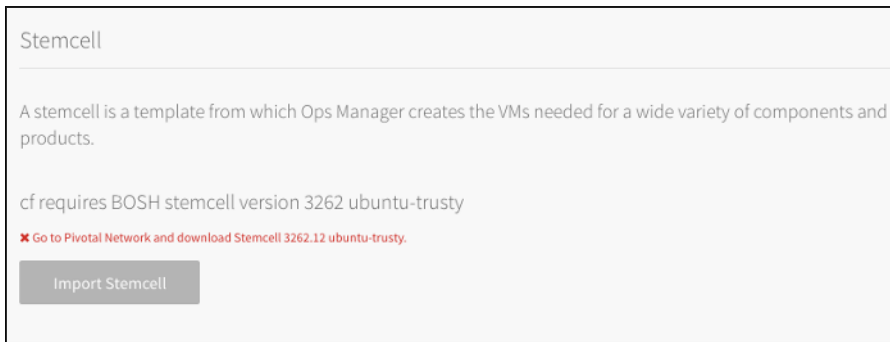 Stemcell
A stemcell is a template from which Ops Manager creates the VMs needed for a wide variety of components and
products.
cf requires BOSH stemcell version 3262 ubuntu-trusty
✖ Go to Pivotal Network and download Stemcell 3262.12 ubuntu-trusty.
Import Stemcell